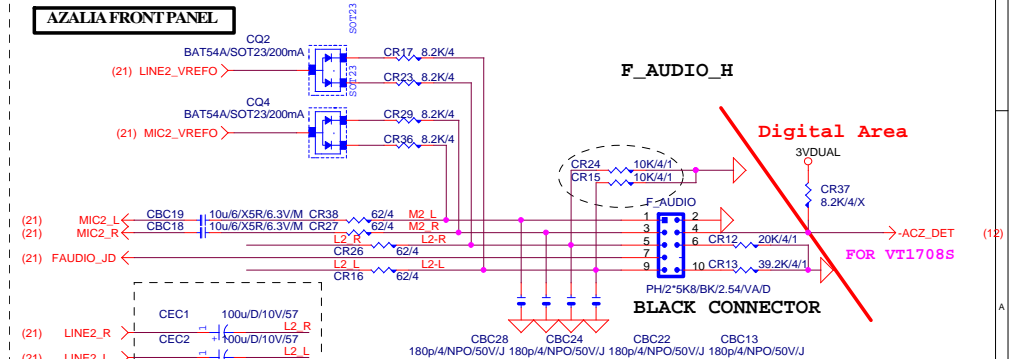 AZALIA FRONT PANEL
SOT23
CQ2
BAT54A/SOT23/200mA
CR17 8.2K/4
(21) LINE2_VREFO
CR23 8.2K/4
SOT23
F_AUDIO_H
CQ4
BAT54A/SOT23/200mA
CR29 8.2K/4
(21) MIC2_VREFO
CR36 8.2K/4
Digital Area
3VDUAL
CR24 10K/4/1
CR15 10K/4/1
CR37
8.2K/4/X
F_AUDIO
CBC19 10u/6/X5R/6.3V/M CR38 62/4 M2_L
(21) MIC2_L
1 2
CBC18 10u/6/X5R/6.3V/M CR27 62/4 M2_R
(21) MIC2_R
3 4
-ACZ_DET (12)
L2_R L2-R
5 6 CR12 20K/4/1
CR26 62/4
FOR VT1708S
(21) FAUDIO_JD
7
L2_L L2-L
9 10 CR13 39.2K/4/1
CR16 62/4
PH/2*5K8/BK/2.54/VA/D
BLACK CONNECTOR
A
CEC1 100u/D/10V/57
(21) LINE2_R 1 + L2_R
CEC2 100u/D/10V/57
(21) LINE2_L 1 L2_L
CBC28 CBC24 CBC22 CBC13
180p/4/NPO/50V/J 180p/4/NPO/50V/J 180p/4/NPO/50V/J 180p/4/NPO/50V/J